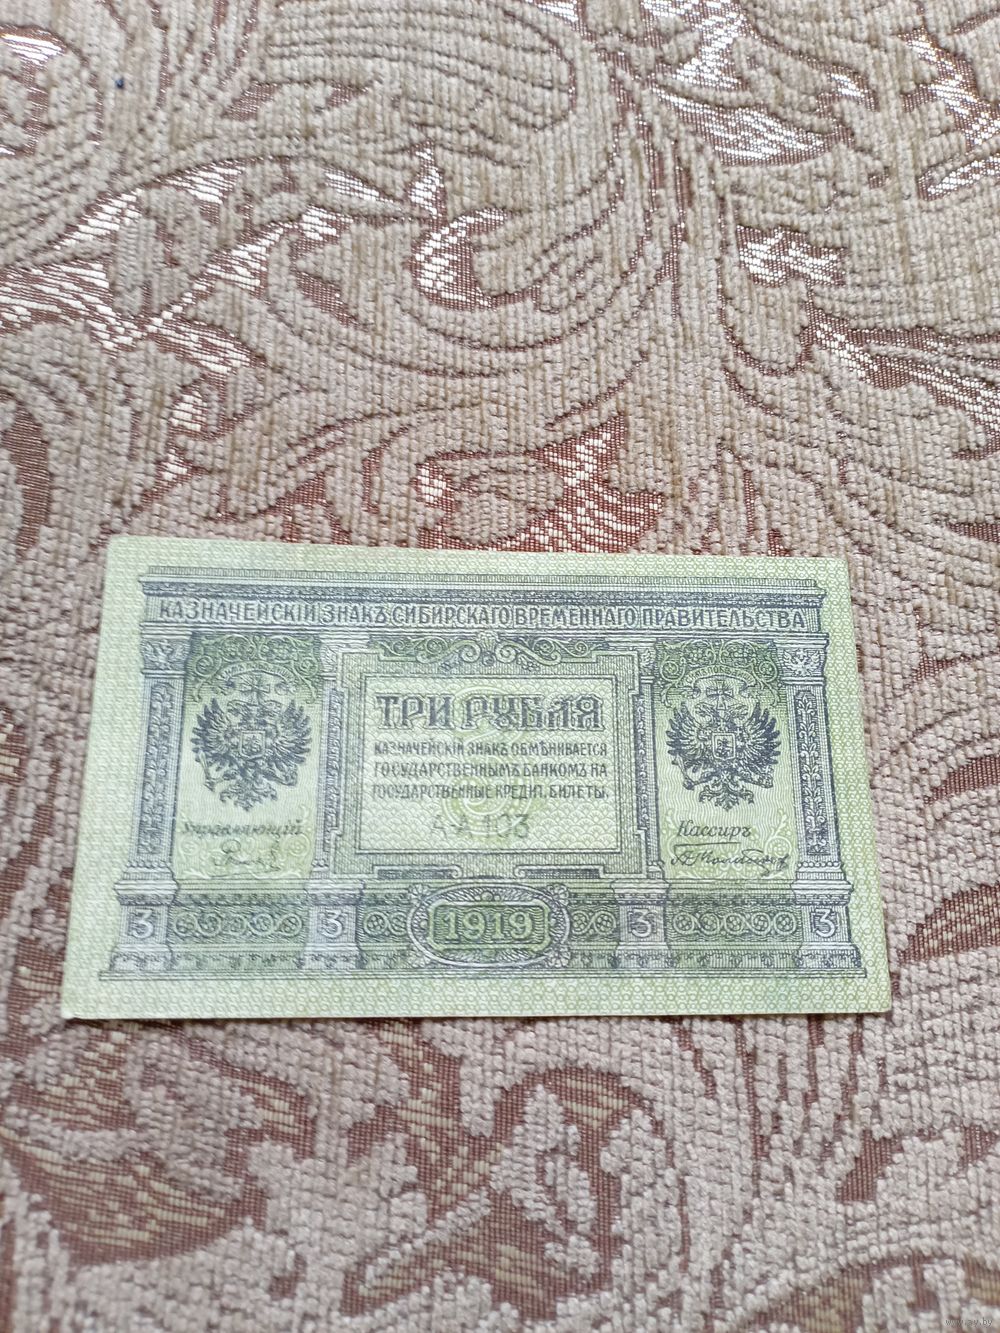 КАЗНАЧЕЙСКІЙ ЗНАКЪ СИБИРСКАГО ВРЕМЕННАГО ПРАВИТЕЛЬСТВА
ТРИ РУБЛЯ
КАЗНАЧЕЙСКІЙ ЗНАКЪ ОБМѢНИВАЕТСЯ
ГОСУДАРСТВЕННЫМЪ БАНКОМЪ НА
ГОСУДАРСТВЕННЫЕ КРЕДИТ. БИЛЕТЫ.
А-А 103
Управляющій
Кассиръ
3 3 1919 3 3